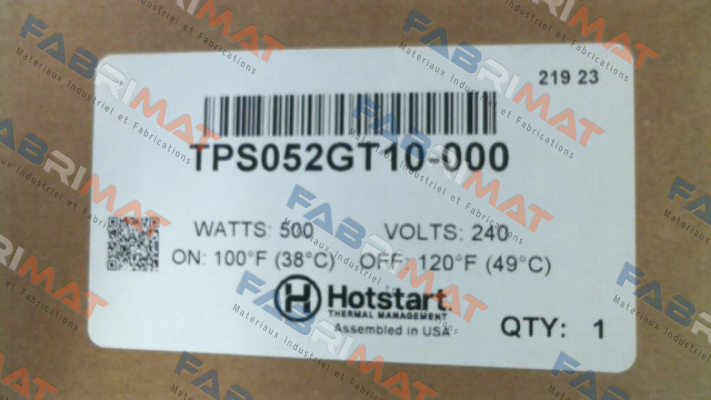 219 23
TPS052GT10-000
WATTS: 500 VOLTS: 240
ON: 100°F (38°C) OFF: 120°F (49°C)
H Hotstart
THERMAL MANAGEMENT
Assembled in USA
QTY: 1
FABRIMAT
Materiaux Industriel et Fabrications